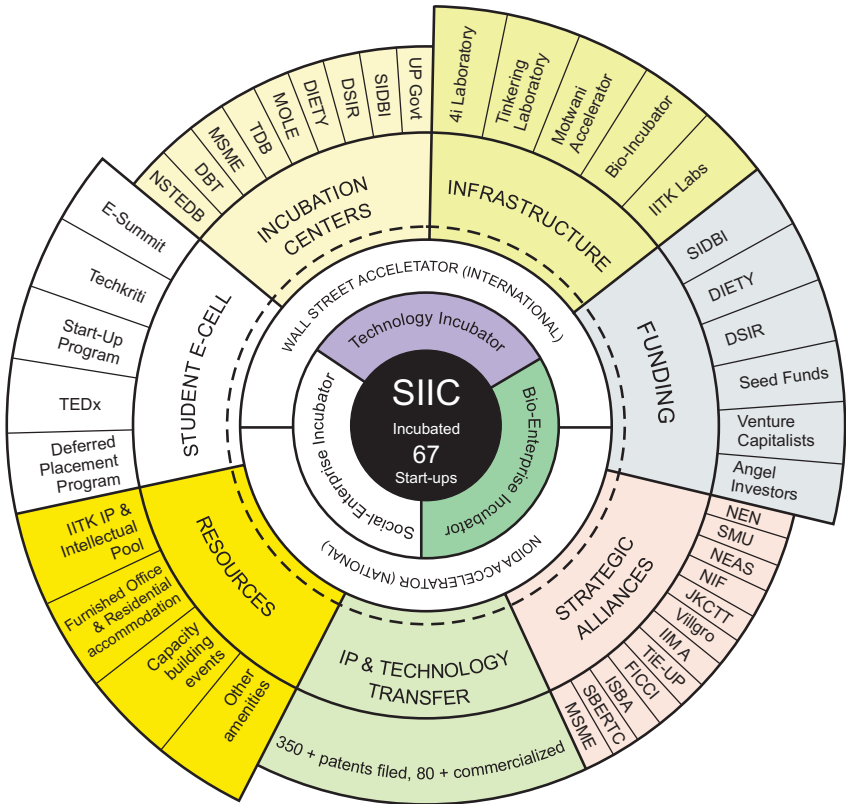 SIIC
Incubated
67
Start-ups
Technology Incubator
Bio-Enterprise Incubator
Social-Enterprise Incubator
WALL STREET ACCELETATOR (INTERNATIONAL)
NOIDA ACCELERATOR (NATIONAL)
INCUBATION
CENTERS
NSTEDB
DBT
MSME
TDB
MOLE
DIETY
DSIR
SIDBI
UP Govt
INFRASTRUCTURE
4i Laboratory
Tinkering
Laboratory
Motwani
Accelerator
Bio-Incubator
IITK Labs
FUNDING
SIDBI
DIETY
DSIR
Seed Funds
Venture
Capitalists
Angel
Investors
STRATEGIC
ALLIANCES
NEN
SMU
NEAS
NIF
JKCTT
Villgro
IIM A
TiE-UP
FICCI
ISBA
SBERTC
MSME
IP & TECHNOLOGY
TRANSFER
350 + patents filed, 80 + commercialized
RESOURCES
IITK IP &
Intellectual
Pool
Furnished Office
& Residential
accommodation
Capacity
building
events
Other
amenities
STUDENT E-CELL
E-Summit
Techkriti
Start-Up
Program
TEDx
Deferred
Placement
Program